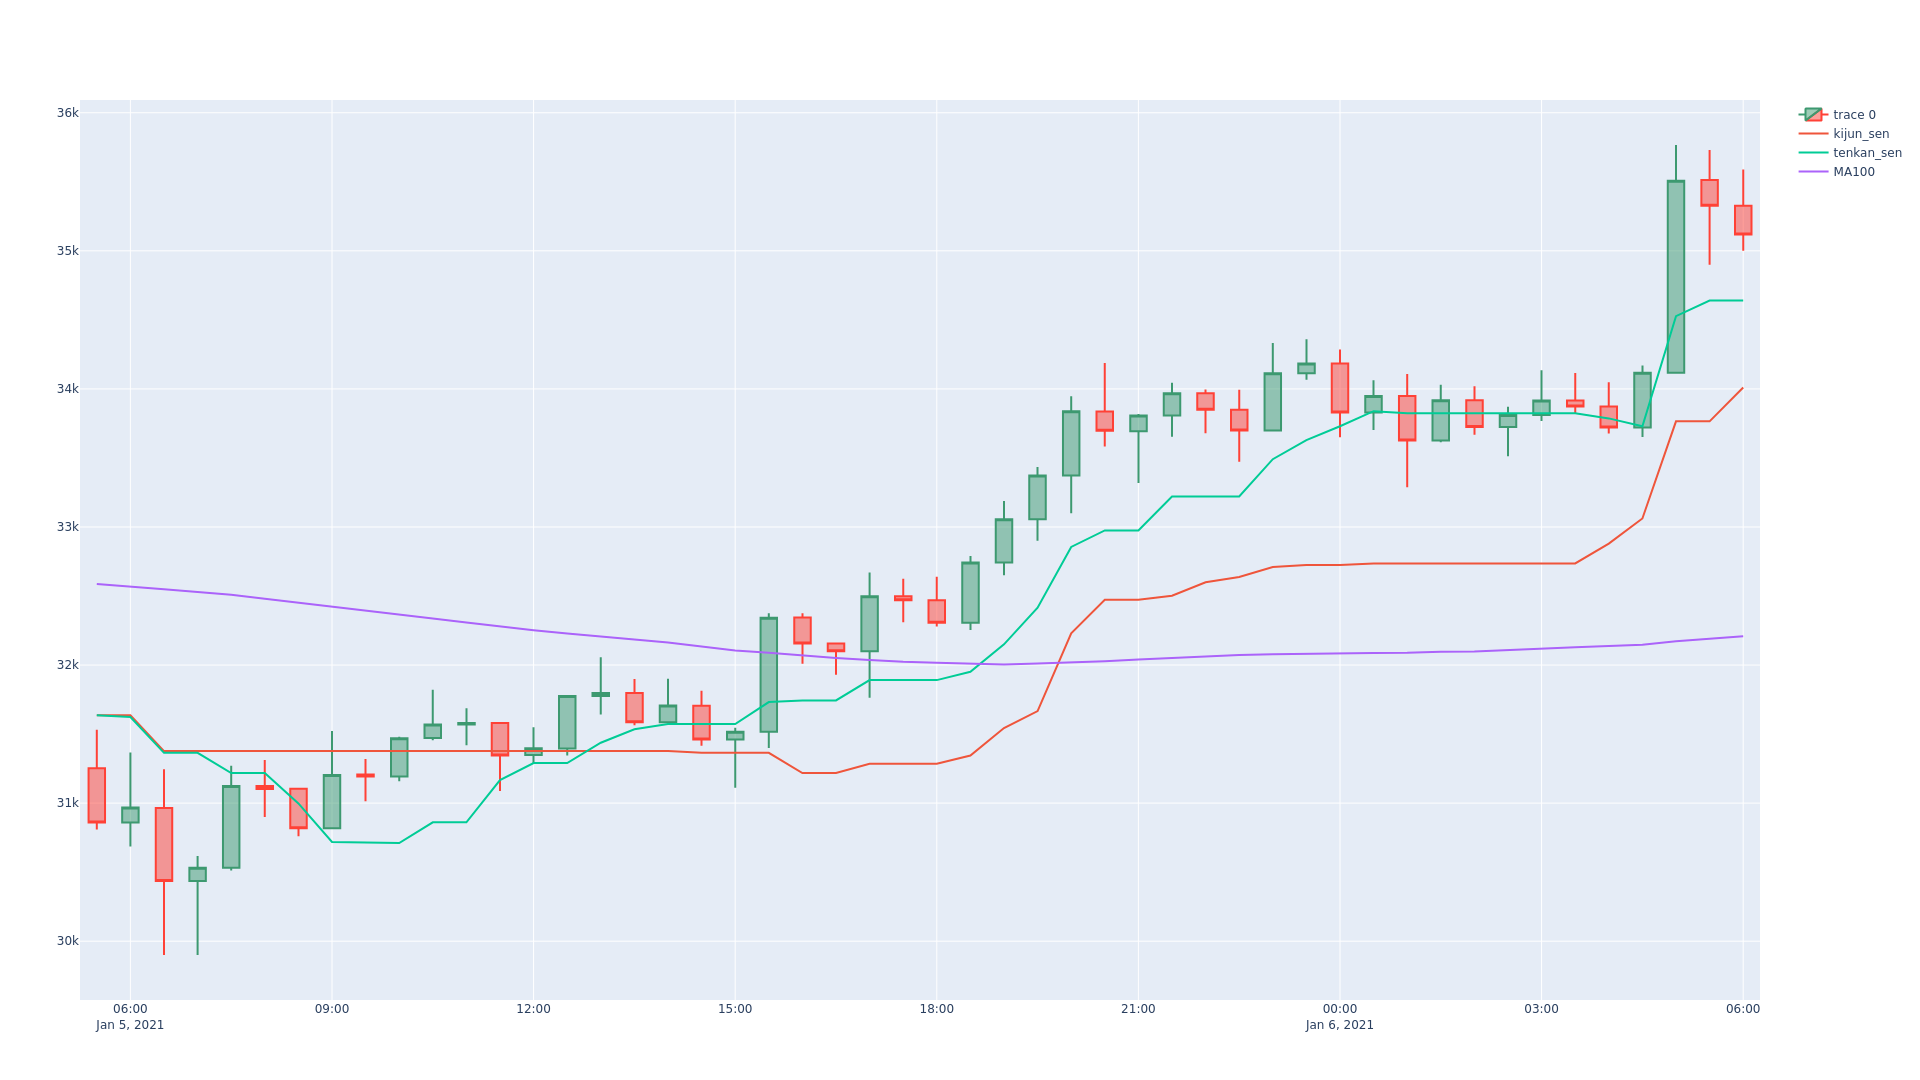 36k
35k
34k
33k
32k
31k
30k
06:00
Jan 5, 2021
09:00
12:00
15:00
18:00
21:00
00:00
Jan 6, 2021
03:00
06:00
trace 0
kijun_sen
tenkan_sen
MA100